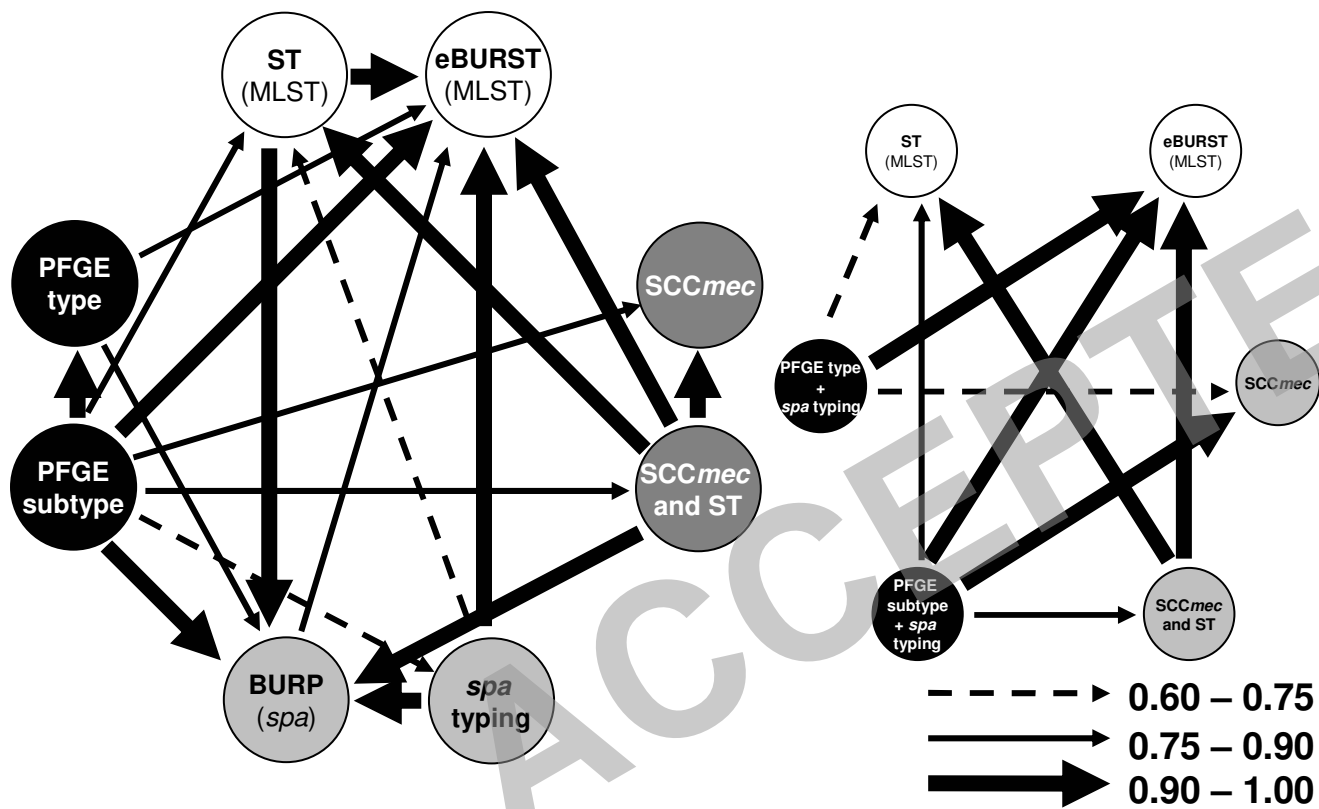 ST
(MLST)
eBURST
(MLST)
PFGE
type
SCCmec
PFGE
subtype
SCCmec
and ST
BURP
(spa)
spa
typing
ST
(MLST)
eBURST
(MLST)
PFGE type
+
spa typing
SCCmec
PFGE
subtype
+ spa
typing
SCCmec
and ST
0.60 – 0.75
0.75 – 0.90
0.90 – 1.00
ACCEPTE